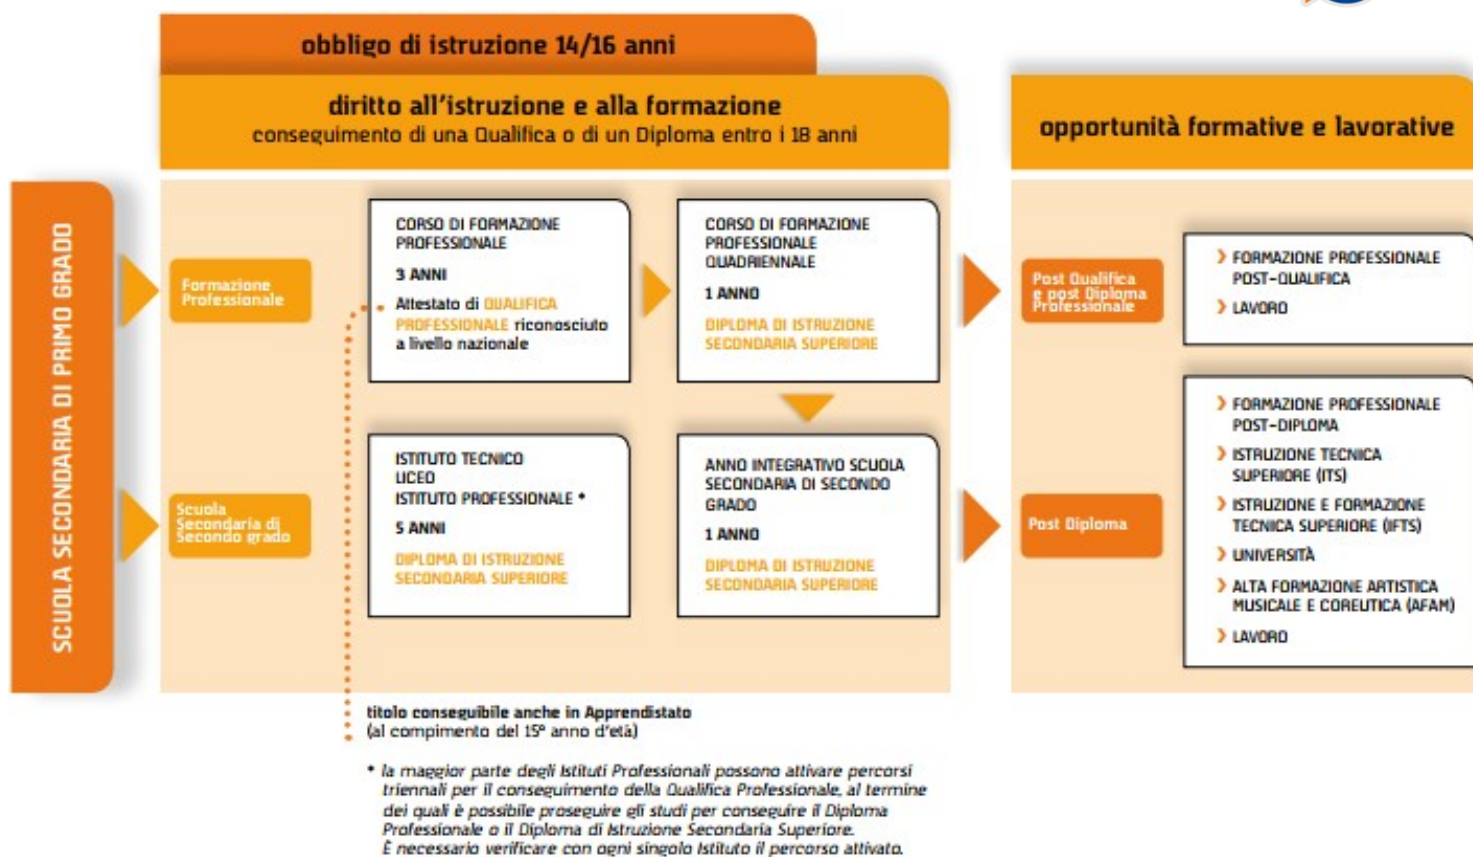 obbligo di istruzione 14/16 anni
diritto all'istruzione e alla formazione
conseguimento di una Qualifica o di un Diploma entro i 18 anni
opportunità formative e lavorative
SCUOLA SECONDARIA DI PRIMO GRADO
Formazione
Professionale
CORSO DI FORMAZIONE
PROFESSIONALE
3 ANNI
Attestato di QUALIFICA
PROFESSIONALE riconosciuto
a livello nazionale
CORSO DI FORMAZIONE
PROFESSIONALE
QUADRIENNALE
1 ANNO
DIPLOMA DI ISTRUZIONE
SECONDARIA SUPERIORE
Post Qualifica
e post Diploma
Professionale
FORMAZIONE PROFESSIONALE
POST-QUALIFICA
LAVORO
Scuola
Secondaria di
Secondo grado
ISTITUTO TECNICO
LICEO
ISTITUTO PROFESSIONALE *
5 ANNI
DIPLOMA DI ISTRUZIONE
SECONDARIA SUPERIORE
ANNO INTEGRATIVO SCUOLA
SECONDARIA DI SECONDO
GRADO
1 ANNO
DIPLOMA DI ISTRUZIONE
SECONDARIA SUPERIORE
Post Diploma
FORMAZIONE PROFESSIONALE
POST-DIPLOMA
ISTRUZIONE TECNICA
SUPERIORE (ITS)
ISTRUZIONE E FORMAZIONE
TECNICA SUPERIORE (IFTS)
UNIVERSITÀ
ALTA FORMAZIONE ARTISTICA
MUSICALE E COREUTICA (AFAM)
LAVORO
titolo conseguibile anche in Apprendistato
(al compimento del 15º anno d'età)
* la maggior parte degli Istituti Professionali possono attivare percorsi
triennali per il conseguimento della Qualifica Professionale, al termine
dei quali è possibile proseguire gli studi per conseguire il Diploma
Professionale o il Diploma di Istruzione Secondaria Superiore.
È necessario verificare con ogni singolo Istituto il percorso attivato.